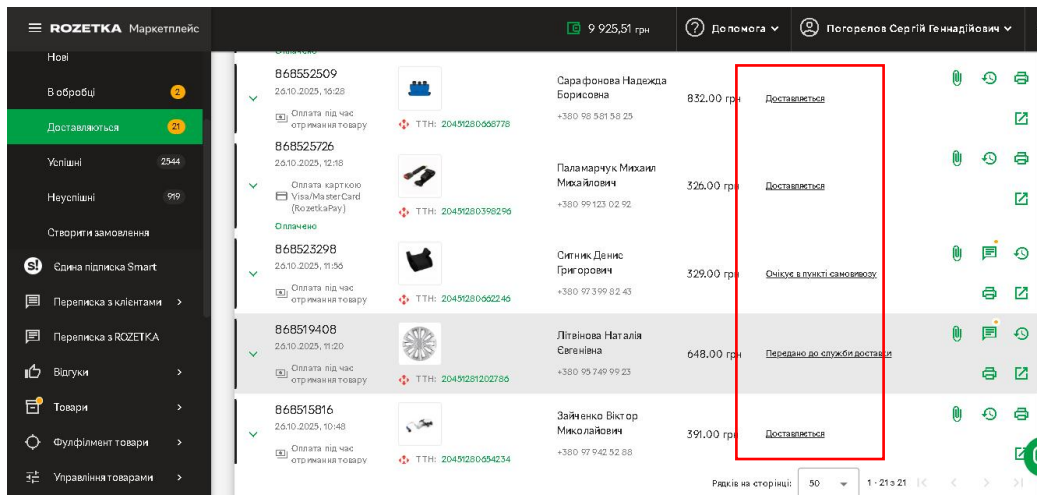 ROZETKA Маркетплейс
9 925,51 грн
Допомога
Погорелов Сергій Геннадійович
Нові
В обробці 2
Доставляються 21
Успішні 2544
Неуспішні 919
Створити замовлення
Єдина підписка Smart
Переписка з клієнтами
Переписка з ROZETKA
Відгуки
Товари
Фулфілмент товари
Управління товарами
Оплачено
868552509
26.10.2025, 16:28
Оплата під час
отримання товару
ТТН: 20451280668778
Сарафонова Надежда
Борисовна
+380 98 581 58 25
832.00 грн
Доставляється
868525726
26.10.2025, 12:18
Оплата карткою
Visa/MasterCard
(RozetkaPay)
Оплачено
ТТН: 20451280398296
Паламарчук Михаил
Михайлович
+380 99 123 02 92
326.00 грн
Доставляється
868523298
26.10.2025, 11:56
Оплата під час
отримання товару
ТТН: 20451280662246
Ситник Денис
Григорович
+380 97 399 82 43
329.00 грн
Очікує в пункті самовивозу
868519408
26.10.2025, 11:20
Оплата під час
отримання товару
ТТН: 20451281202786
Літвінова Наталія
Євгеніівна
+380 95 749 99 23
648.00 грн
Передано до служби доставки
868515816
26.10.2025, 10:48
Оплата під час
отримання товару
ТТН: 20451280654234
Зайченко Віктор
Миколайович
+380 97 942 52 88
391.00 грн
Доставляється
Рядків на сторінці: 50 1 - 21 з 21